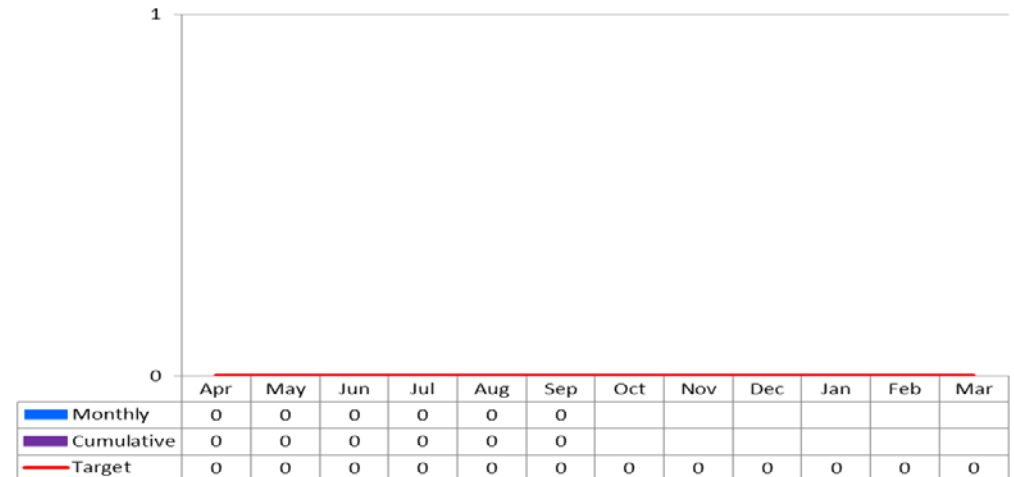 1
0
Apr May Jun Jul Aug Sep Oct Nov Dec Jan Feb Mar
Monthly 0 0 0 0 0 0
Cumulative 0 0 0 0 0 0
Target 0 0 0 0 0 0 0 0 0 0 0 0